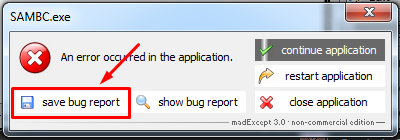 SAMBC.exe
An error occurred in the application.
continue application
restart application
save bug report
show bug report
close application
madExcept 3.0 - non-commercial edition